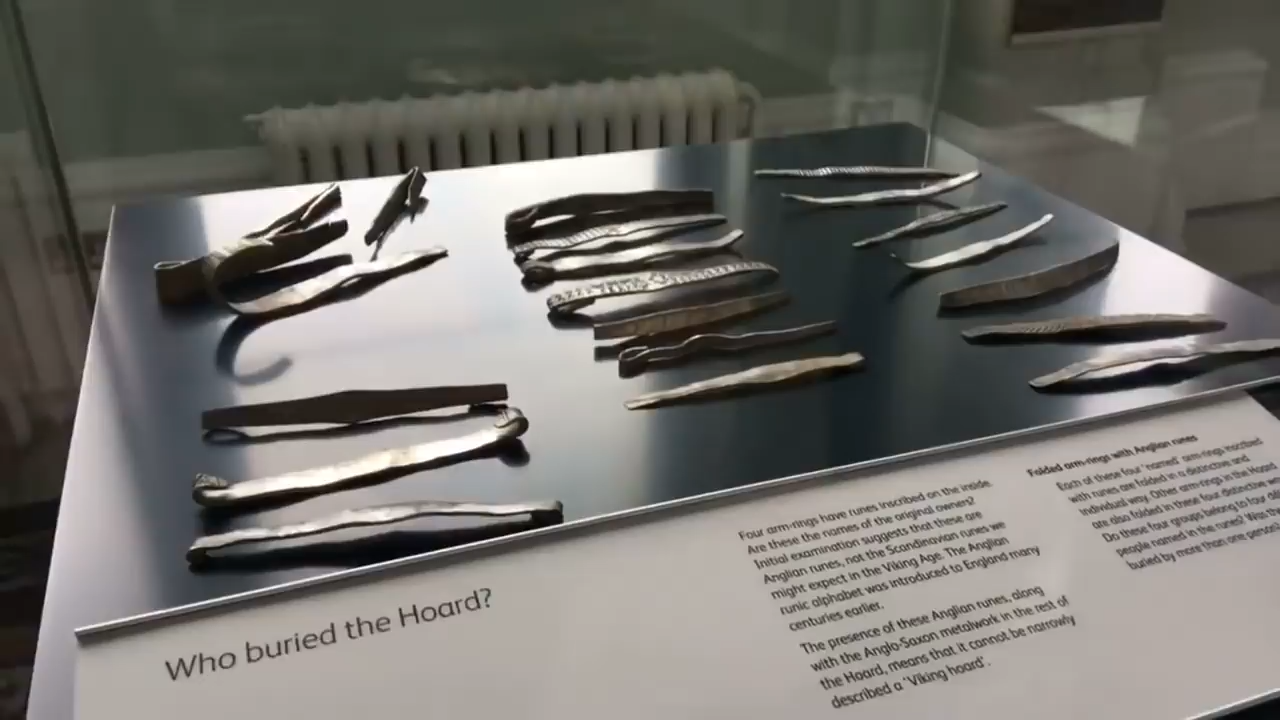 Who buried the Hoard?
Four arm-rings have runes inscribed on the inside.
Are these the names of the original owners?
Initial examination suggests that these are
Anglian runes, not the Scandinavian runes we
might expect in the Viking Age. The Anglian
runic alphabet was introduced to England many
centuries earlier.
The presence of these Anglian runes, along
with the Anglo-Saxon metalwork in the rest of
the Hoard, means that it cannot be narrowly
described a 'Viking hoard'.
Folded arm-rings with Anglian runes
Each of these four 'named' arm-rings inscribed
with runes are folded in a distinctive and
individual way. Other arm-rings in the Hoard
are also folded in these four distinctive
Do these four groups belong to four
people named in the runes? Was the
buried by more than one person